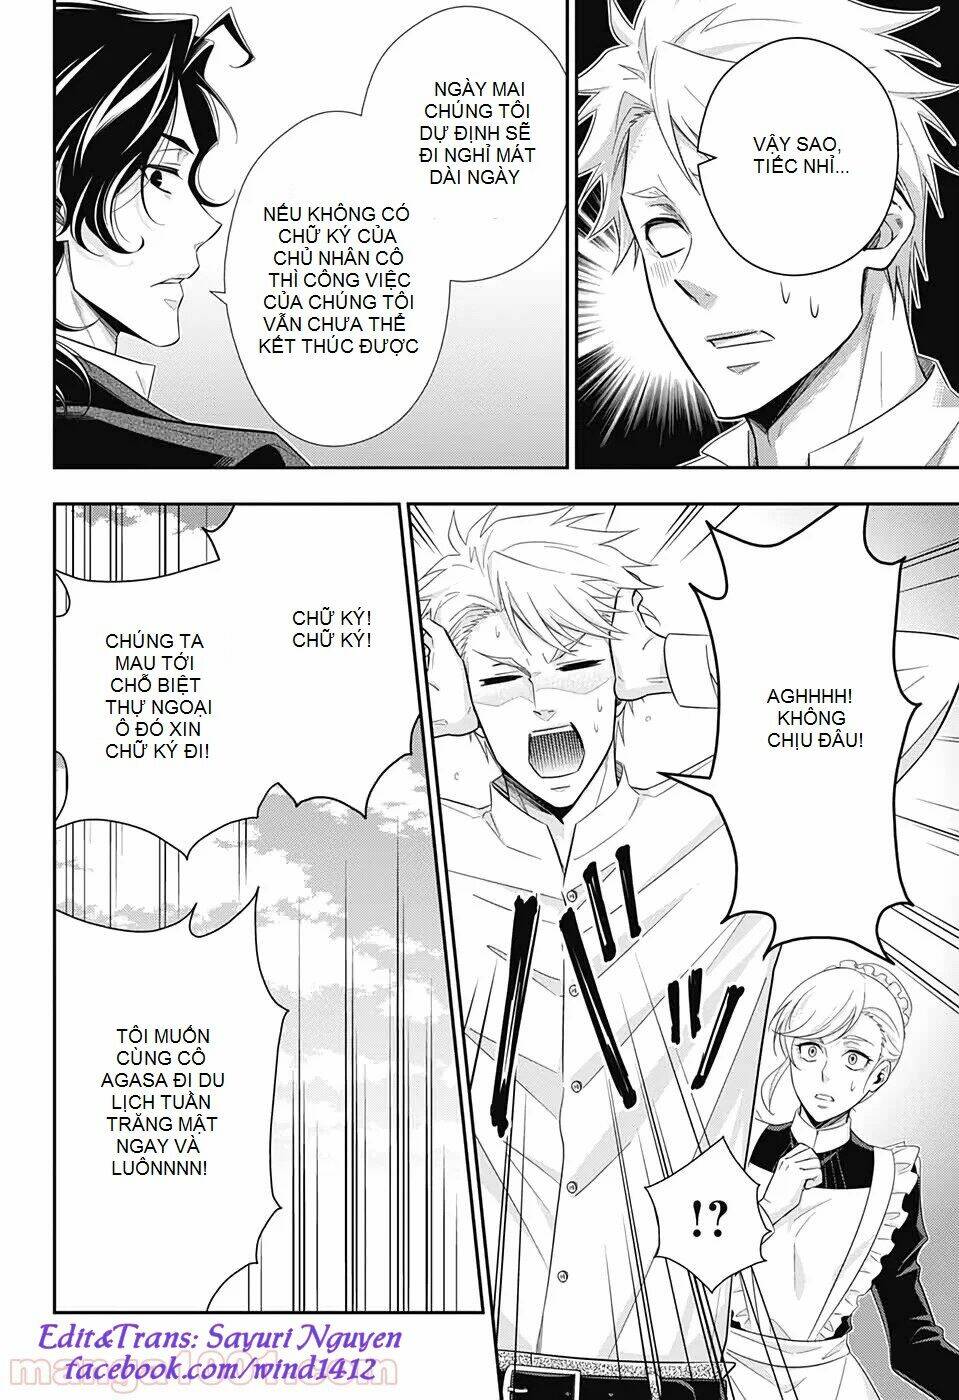 VẬY SAO,
TIẾC NHỈ...
NGÀY MAI
CHÚNG TÔI
DỰ ĐỊNH SẼ
ĐI NGHỈ MÁT
DÀI NGÀY
NẾU KHÔNG CÓ
CHỮ KÝ CỦA
CHỦ NHÂN CÔ
THÌ CÔNG VIỆC
CỦA CHÚNG TÔI
VẪN CHƯA THỂ
KẾT THÚC ĐƯỢC
AGHHHH!
KHÔNG
CHỊU ĐÂU!
!?
CHỮ KÝ!
CHỮ KÝ!
CHÚNG TA
MAU TỚI
CHỖ BIỆT
THỰ NGOẠI
Ô ĐÓ XIN
CHỮ KÝ ĐI!
TÔI MUỐN
CÙNG CÔ
AGASA ĐI DU
LỊCH TUẦN
TRĂNG MẬT
NGAY VÀ
LUÔNNNN!
Edit&Trans: Sayuri Nguyen
facebook.com/wind1412